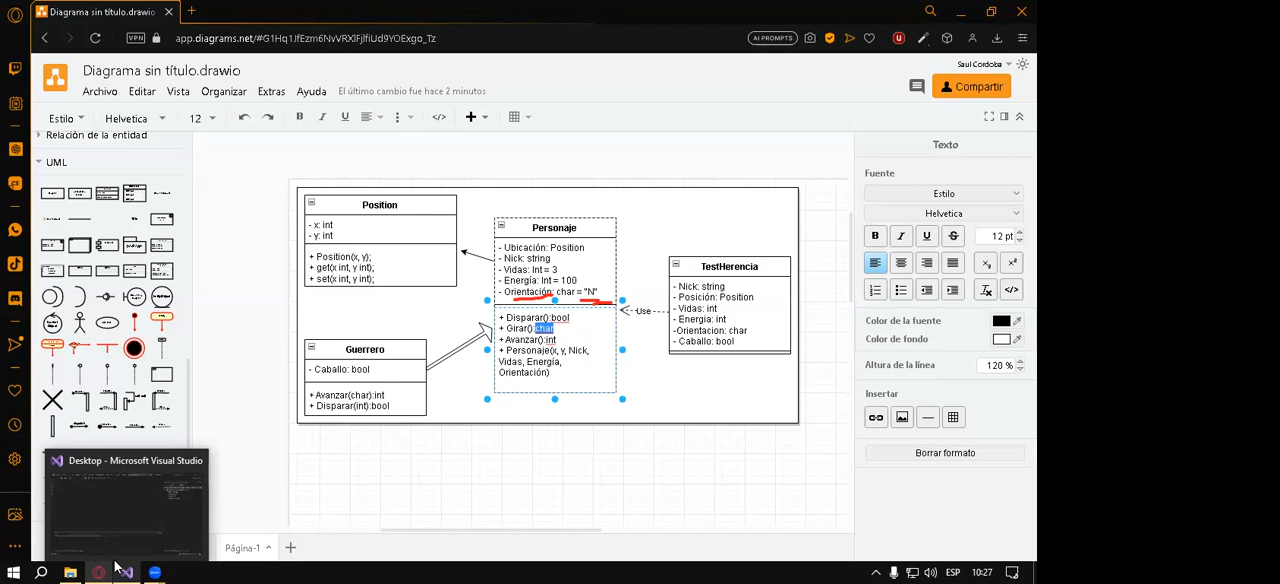 Diagrama sin título.drawio
VPN
app.diagrams.net/#G1Hq1JfEzm6NvVRXlFjlfiUd9YOExgo_Tz
AI PROMPTS
Diagrama sin título.drawio
Saul Cordoba
Archivo Editar Vista Organizar Extras Ayuda El último cambio fue hace 2 minutos
Compartir
Estilo Helvetica 12
Relación de la entidad
UML
Position
- x: int
- y: int
+ Position(x, y);
+ get(x int, y int);
+ set(x int, y int);
Personaje
- Ubicación: Position
- Nick: string
- Vidas: Int = 3
- Energía: Int = 100
- Orientación: char = "N"
+ Disparar():bool
+ Girar():char
+ Avanzar():int
+ Personaje(x, y, Nick,
Vidas, Energía,
Orientación)
Use
TestHerencia
- Nick: string
- Posición: Position
- Vidas: int
- Energia: int
-Orientacion: char
- Caballo: bool
Guerrero
- Caballo: bool
+ Avanzar(char):int
+ Disparar(int):bool
Texto
Fuente
Estilo
Helvetica
12 pt
Color de la fuente
Color de fondo
Altura de la línea 120 %
Insertar
Borrar formato
Desktop - Microsoft Visual Studio
Página-1
ESP 10:27